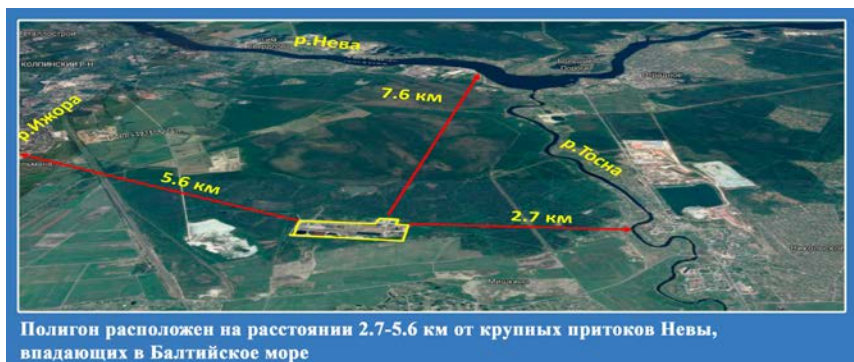 р.Нева
КОЛПИНСКИЙ Р-Н
7.6 км
р.Ижора
р.Тосна
5.6 км
2.7 км
Полигон расположен на расстоянии 2.7-5.6 км от крупных притоков Невы,
впадающих в Балтийское море